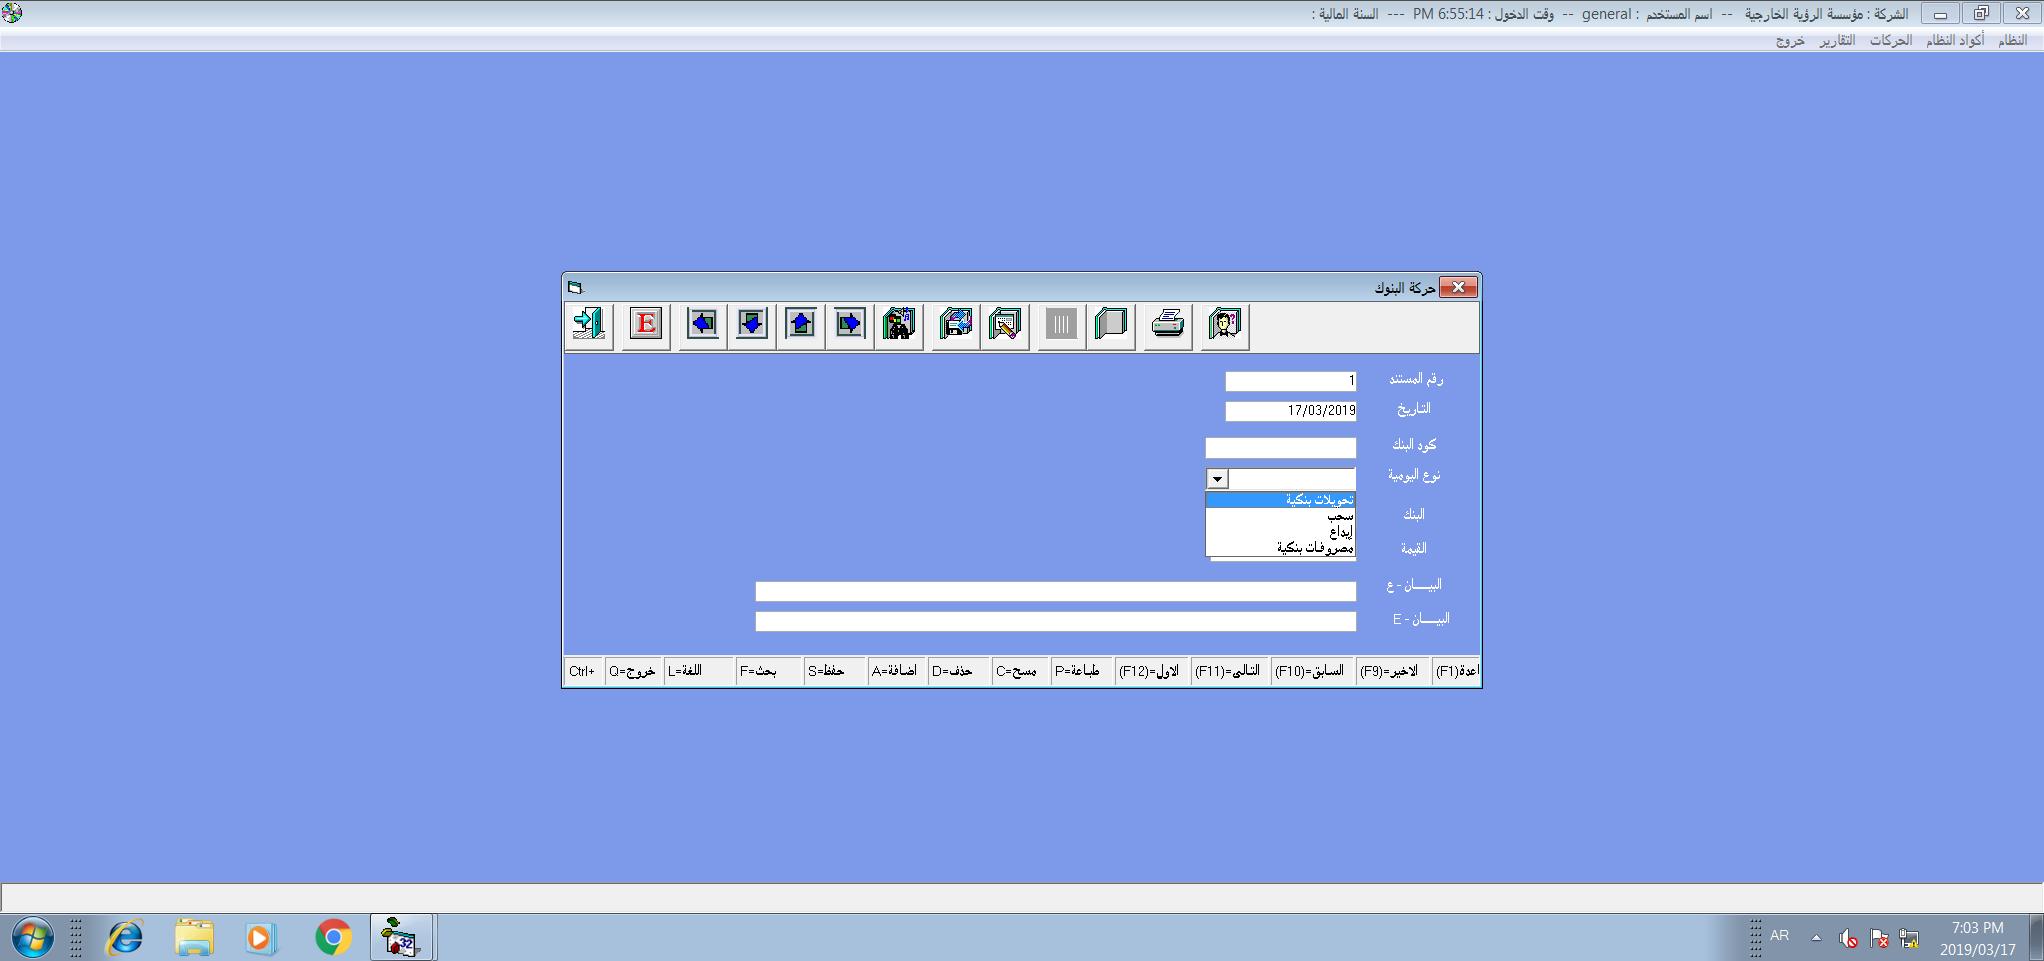 الشركة : مؤسسة الرؤية الخارجية -- اسم المستخدم : general -- وقت الدخول : 6:55:14 PM --- السنة المالية :
النظام أكواد النظام الحركات التقارير خروج
حركة البنوك
E
رقم المستند 1
التاريخ 17/03/2019
كود البنك
نوع اليومية
تحويلات بنكية
البنك
سحب
إيداع
القيمة
مصروفات بنكية
البيـــان - ع
البيـــان - E
Ctrl+ خروج=Q اللغة=L بحث=F حفظ=S اضافة=A حذف=D مسح=C طباعة=P الاول=(F12) التالى=(F11) السابق=(F10) الاخير=(F9) اعدة(F1)
32
AR
7:03 PM
2019/03/17